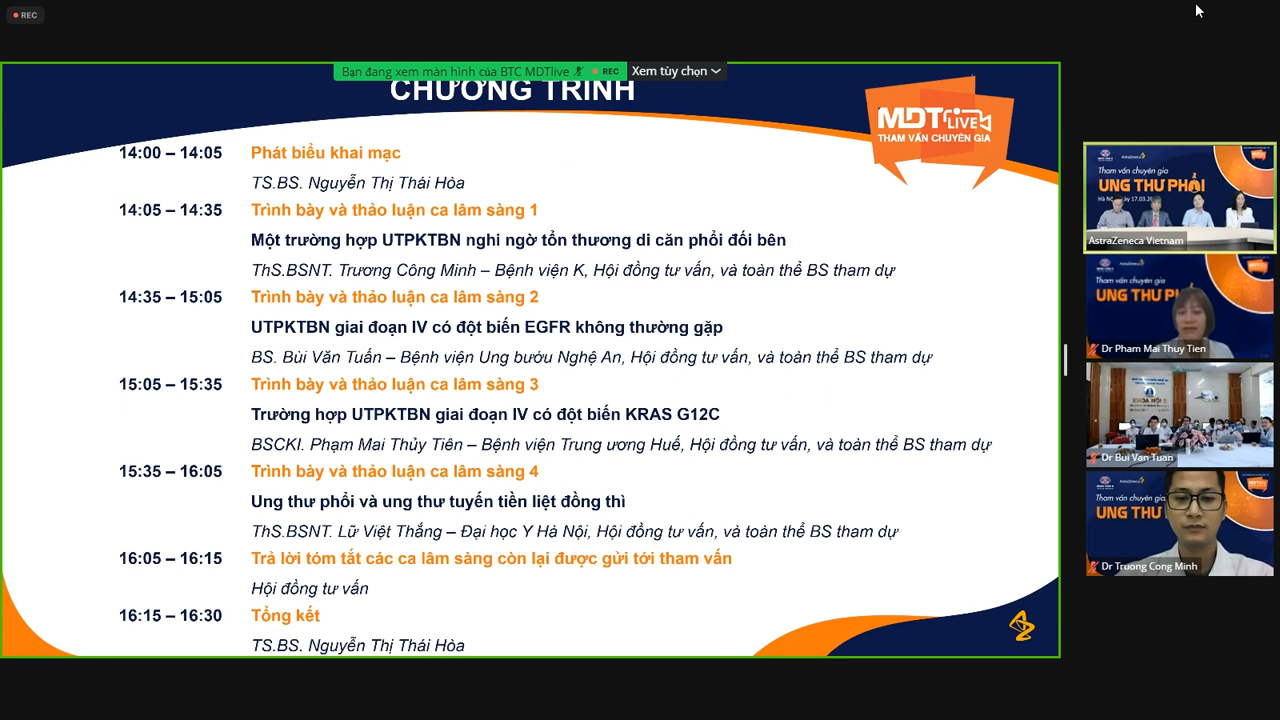 REC
Bạn đang xem màn hình của BTC MDTlive
REC
Xem tùy chọn
CHƯƠNG TRÌNH
MDT LIVE
THAM VẤN CHUYÊN GIA
14:00 – 14:05 Phát biểu khai mạc
TS.BS. Nguyễn Thị Thái Hòa
14:05 – 14:35 Trình bày và thảo luận ca lâm sàng 1
Một trường hợp UTPKTBN nghi ngờ tổn thương di căn phổi đối bên
ThS.BSNT. Trương Công Minh – Bệnh viện K, Hội đồng tư vấn, và toàn thể BS tham dự
14:35 – 15:05 Trình bày và thảo luận ca lâm sàng 2
UTPKTBN giai đoạn IV có đột biến EGFR không thường gặp
BS. Bùi Văn Tuấn – Bệnh viện Ung bướu Nghệ An, Hội đồng tư vấn, và toàn thể BS tham dự
15:05 – 15:35 Trình bày và thảo luận ca lâm sàng 3
Trường hợp UTPKTBN giai đoạn IV có đột biến KRAS G12C
BSCKI. Phạm Mai Thủy Tiên – Bệnh viện Trung ương Huế, Hội đồng tư vấn, và toàn thể BS tham dự
15:35 – 16:05 Trình bày và thảo luận ca lâm sàng 4
Ung thư phổi và ung thư tuyến tiền liệt đồng thì
ThS.BSNT. Lữ Việt Thắng – Đại học Y Hà Nội, Hội đồng tư vấn, và toàn thể BS tham dự
16:05 – 16:15 Trả lời tóm tắt các ca lâm sàng còn lại được gửi tới tham vấn
Hội đồng tư vấn
16:15 – 16:30 Tổng kết
TS.BS. Nguyễn Thị Thái Hòa
AstraZeneca
Tham vấn chuyên gia
UNG THƯ PHỔI
AstraZeneca Vietnam
AstraZeneca
Tham vấn chuyên gia
UNG THƯ
Dr Pham Mai Thuy Tien
KHOA NỘI 2
Dr Bui Van Tuan
AstraZeneca
Tham vấn
UNG THƯ
Dr Truong Cong Minh